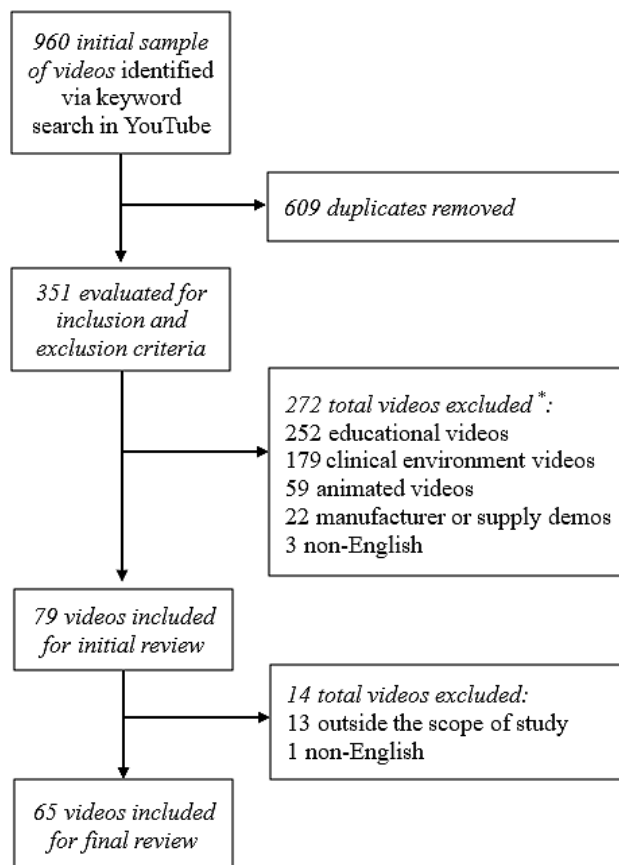 960 initial sample
of videos identified
via keyword
search in YouTube
609 duplicates removed
351 evaluated for
inclusion and
exclusion criteria
272 total videos excluded *:
252 educational videos
179 clinical environment videos
59 animated videos
22 manufacturer or supply demos
3 non-English
79 videos included
for initial review
14 total videos excluded:
13 outside the scope of study
1 non-English
65 videos included
for final review